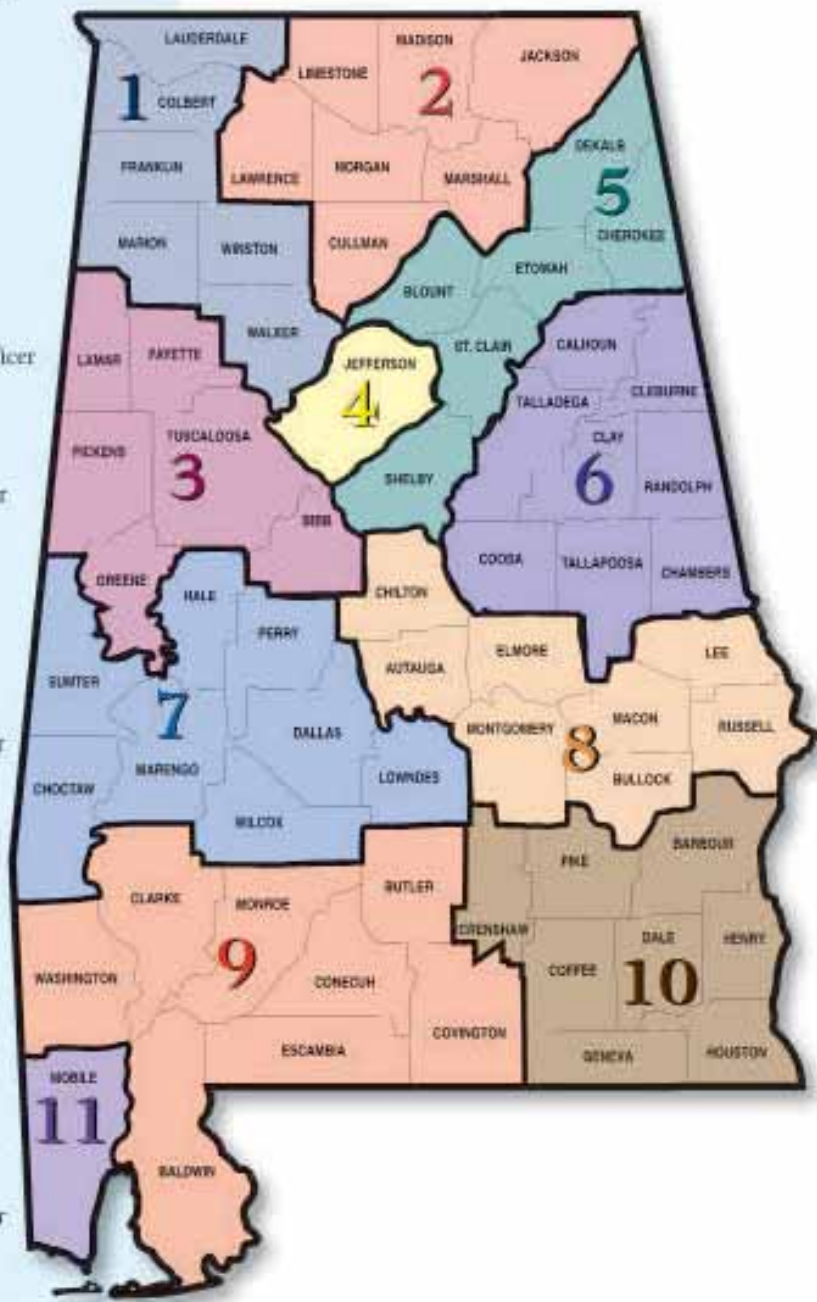 LAUDERDALE
MADISON
JACKSON
LIMESTONE
1
2
COLBERT
DEKALB
FRANKLIN
LAWRENCE
MORGAN
MARSHALL
5
MARION
WINSTON
CULLMAN
CHEROKEE
ETOWAH
BLOUNT
WALKER
ST. CLAIR
CALHOUN
LAMAR
FAYETTE
JEFFERSON
4
TALLADEGA
CLEBURNE
PICKENS
TUSCALOOSA
3
CLAY
6
SHELBY
RANDOLPH
BIBB
COOSA
TALLAPOOSA
CHAMBERS
GREENE
HALE
CHILTON
PERRY
ELMORE
LEE
AUTAUGA
SUMTER
7
MONTGOMERY
MACON
RUSSELL
DALLAS
8
CHOCTAW
MARENGO
LOWNDES
BULLOCK
WILCOX
PIKE
BARBOUR
CLARKE
MONROE
BUTLER
CRENSHAW
DALE
HENRY
9
WASHINGTON
CONECUH
COFFEE
10
COVINGTON
ESCAMBIA
GENEVA
HOUSTON
MOBILE
11
BALDWIN